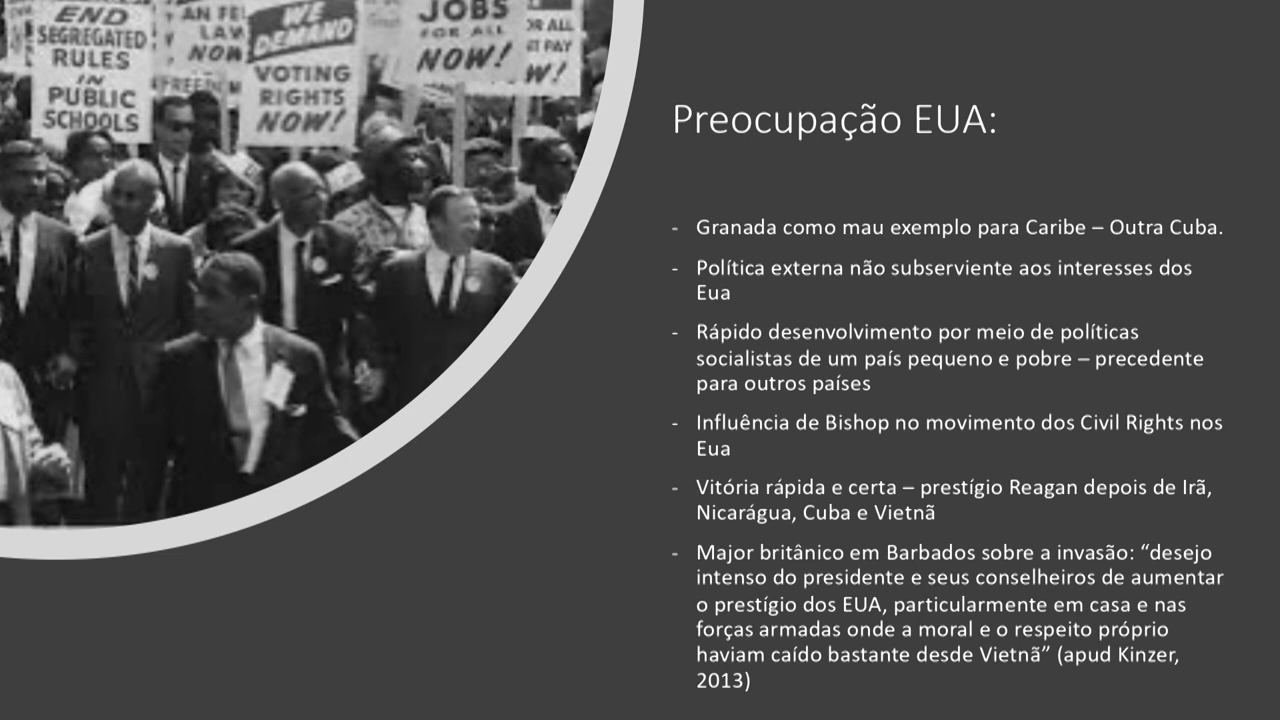 END
SEGREGATED
RULES
IN
PUBLIC
SCHOOLS
LAW
NOW
WE
DEMAND
VOTING
RIGHTS
NOW!
JOBS
FOR ALL
NOW!
Preocupação EUA:
- Granada como mau exemplo para Caribe – Outra Cuba.
- Política externa não subserviente aos interesses dos
Eua
- Rápido desenvolvimento por meio de políticas
socialistas de um país pequeno e pobre – precedente
para outros países
- Influência de Bishop no movimento dos Civil Rights nos
Eua
- Vitória rápida e certa – prestígio Reagan depois de Irã,
Nicarágua, Cuba e Vietnã
- Major britânico em Barbados sobre a invasão: “desejo
intenso do presidente e seus conselheiros de aumentar
o prestígio dos EUA, particularmente em casa e nas
forças armadas onde a moral e o respeito próprio
haviam caído bastante desde Vietnã” (apud Kinzer,
2013)